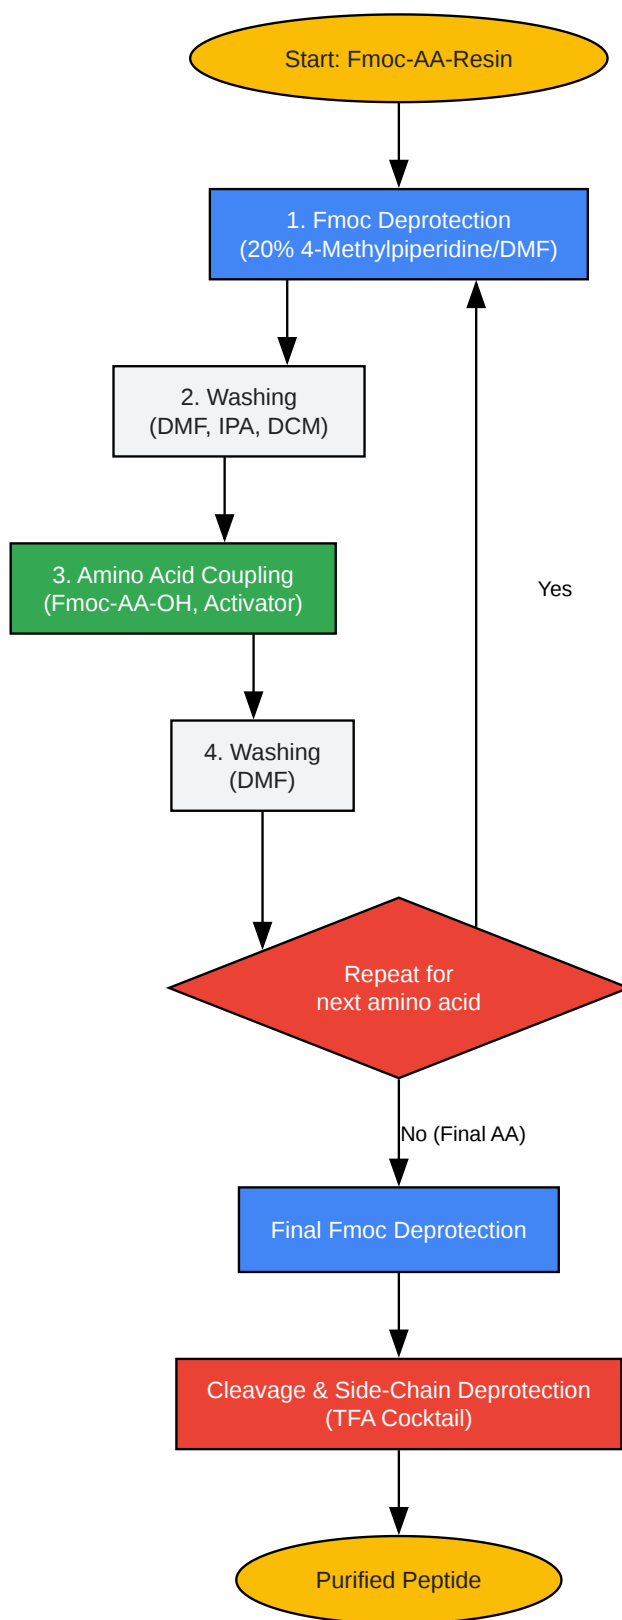 Start: Fmoc-AA-Resin
1. Fmoc Deprotection
(20% 4-Methylpiperidine/DMF)
2. Washing
(DMF, IPA, DCM)
3. Amino Acid Coupling
(Fmoc-AA-OH, Activator)
Yes
4. Washing
(DMF)
Repeat for
next amino acid
No (Final AA)
Final Fmoc Deprotection
Cleavage & Side-Chain Deprotection
(TFA Cocktail)
Purified Peptide